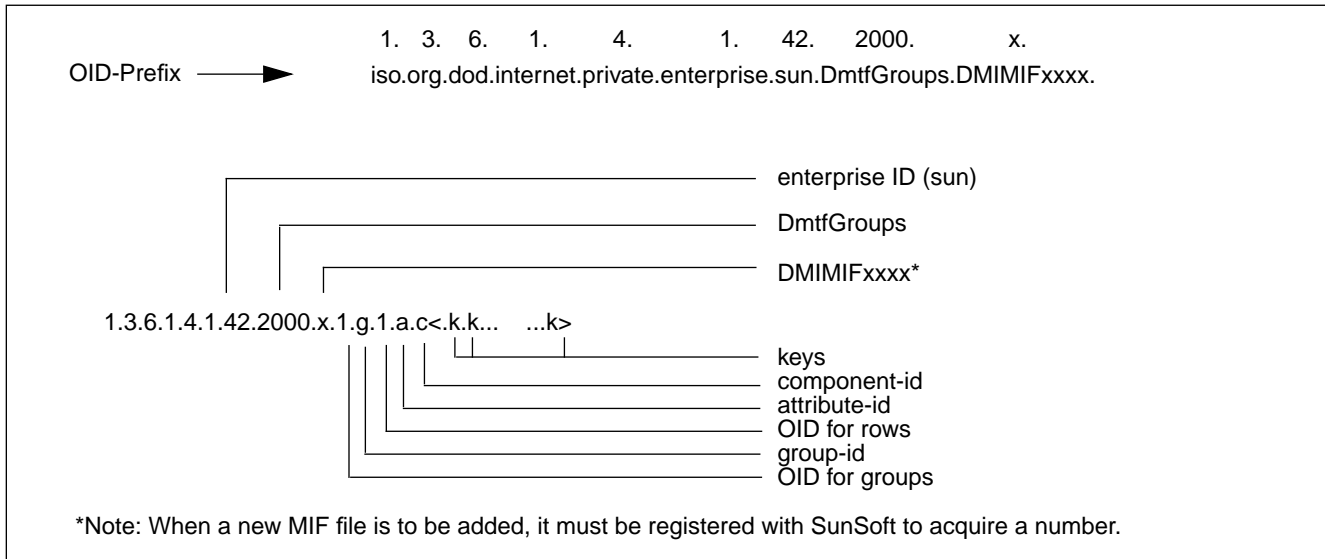 1. 3. 6. 1. 4. 1. 42. 2000. x.
OID-Prefix iso.org.dod.internet.private.enterprise.sun.DmtfGroups.DMIMIFxxxx.
enterprise ID (sun)
DmtfGroups
DMIMIFxxxx*
1.3.6.1.4.1.42.2000.x.1.g.1.a.c<.k.k... ...k>
keys
component-id
attribute-id
OID for rows
group-id
OID for groups
*Note: When a new MIF file is to be added, it must be registered with SunSoft to acquire a number.